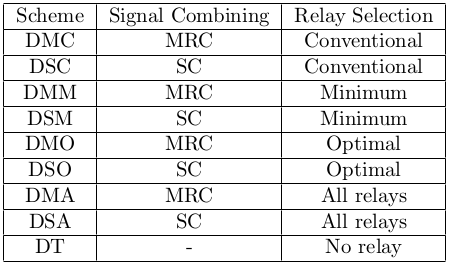 Scheme Signal Combining Relay Selection
DMC MRC Conventional
DSC SC Conventional
DMM MRC Minimum
DSM SC Minimum
DMO MRC Optimal
DSO SC Optimal
DMA MRC All relays
DSA SC All relays
DT - No relay